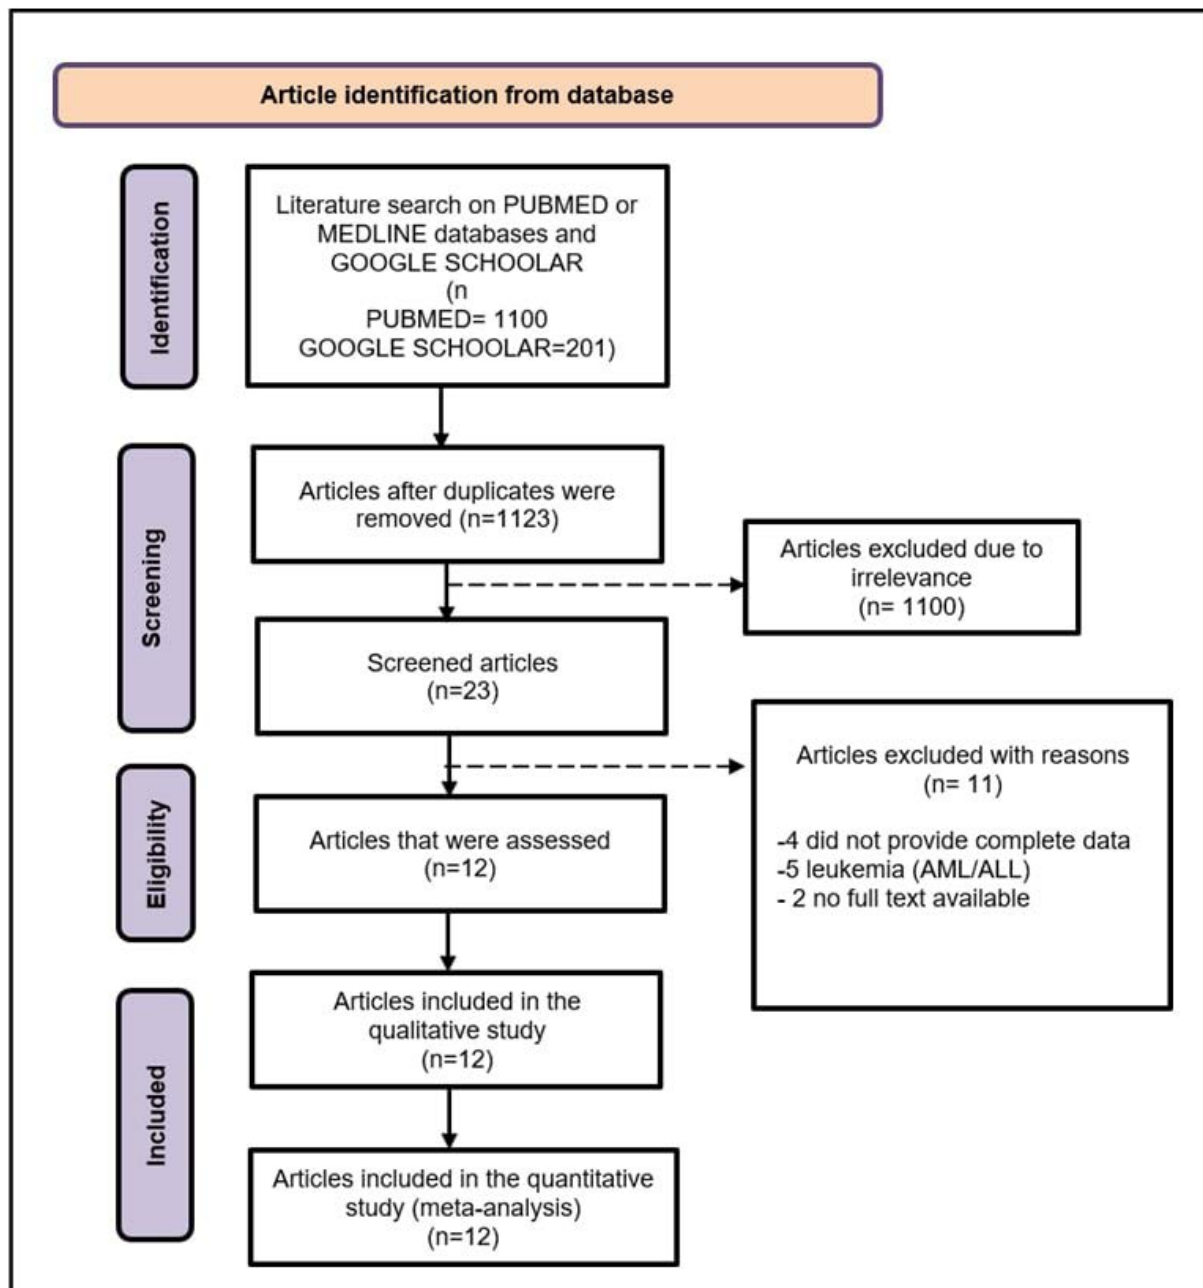 Article identification from database
Identification
Literature search on PUBMED or
MEDLINE databases and
GOOGLE SCHOOLAR
(n
PUBMED= 1100
GOOGLE SCHOOLAR=201)
Screening
Articles after duplicates were
removed (n=1123)
Articles excluded due to
irrelevance
(n= 1100)
Screened articles
(n=23)
Articles excluded with reasons
(n= 11)
-4 did not provide complete data
-5 leukemia (AML/ALL)
- 2 no full text available
Eligibility
Articles that were assessed
(n=12)
Included
Articles included in the
qualitative study
(n=12)
Articles included in the quantitative
study (meta-analysis)
(n=12)